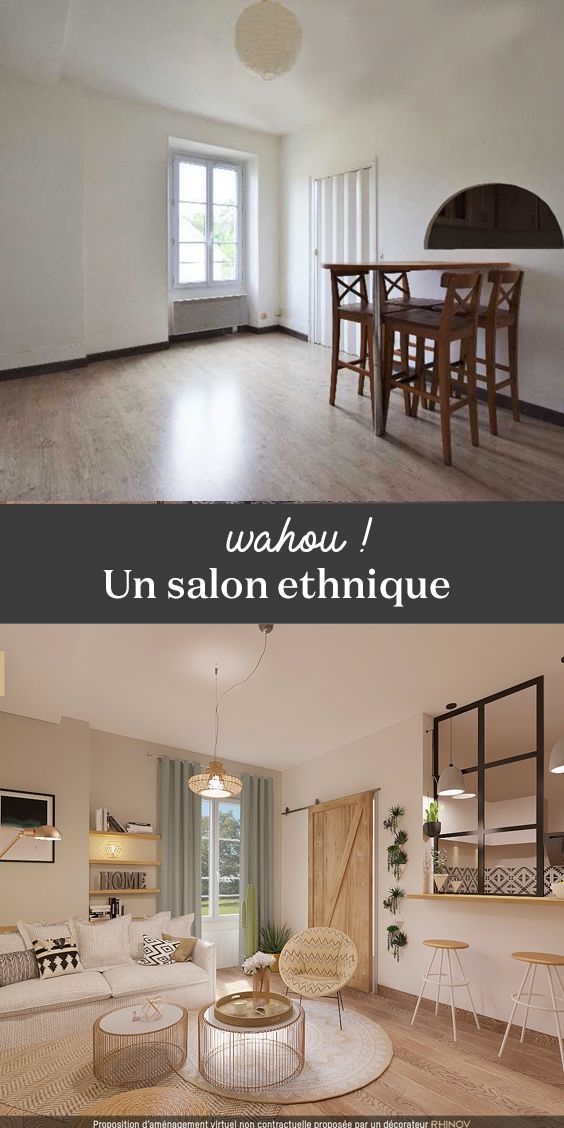 wahou !
Un salon ethnique
HOME
Proposition d'aménagement virtuel non contractuelle proposée par un décorateur RHINOV